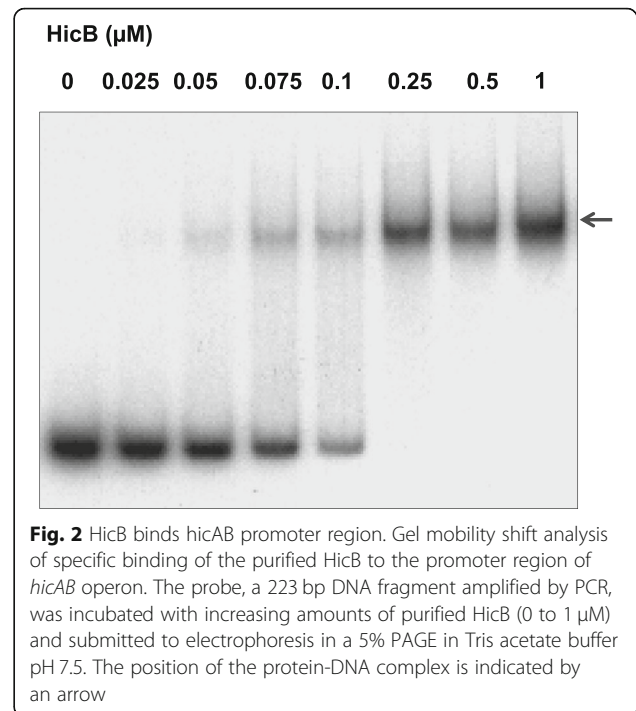 HicB (µM)
0 0.025 0.05 0.075 0.1 0.25 0.5 1
Fig. 2 HicB binds hicAB promoter region. Gel mobility shift analysis
of specific binding of the purified HicB to the promoter region of
hicAB operon. The probe, a 223 bp DNA fragment amplified by PCR,
was incubated with increasing amounts of purified HicB (0 to 1 µM)
and submitted to electrophoresis in a 5% PAGE in Tris acetate buffer
pH 7.5. The position of the protein-DNA complex is indicated by
an arrow